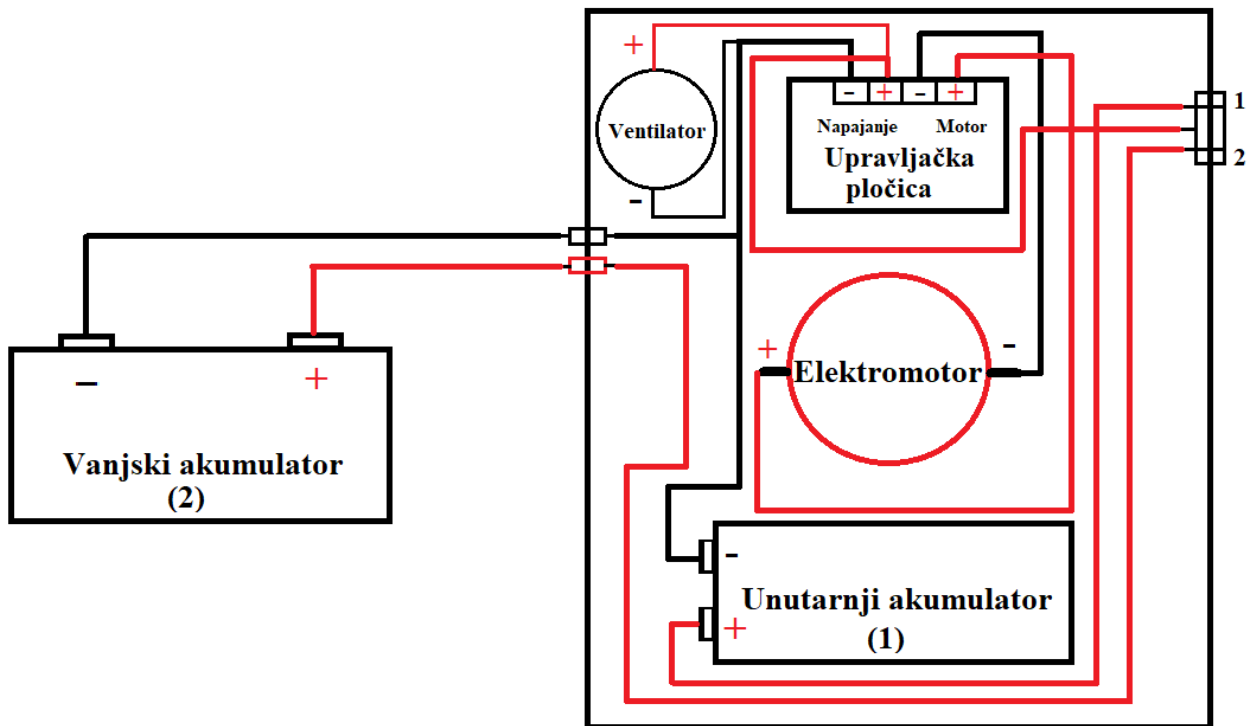 +
Ventilator
-
- + - +
Napajanje Motor
Upravljačka
pločica
1
2
+
Elektromotor
-
– +
Vanjski akumulator
(2)
-
Unutarnji akumulator
+
(1)